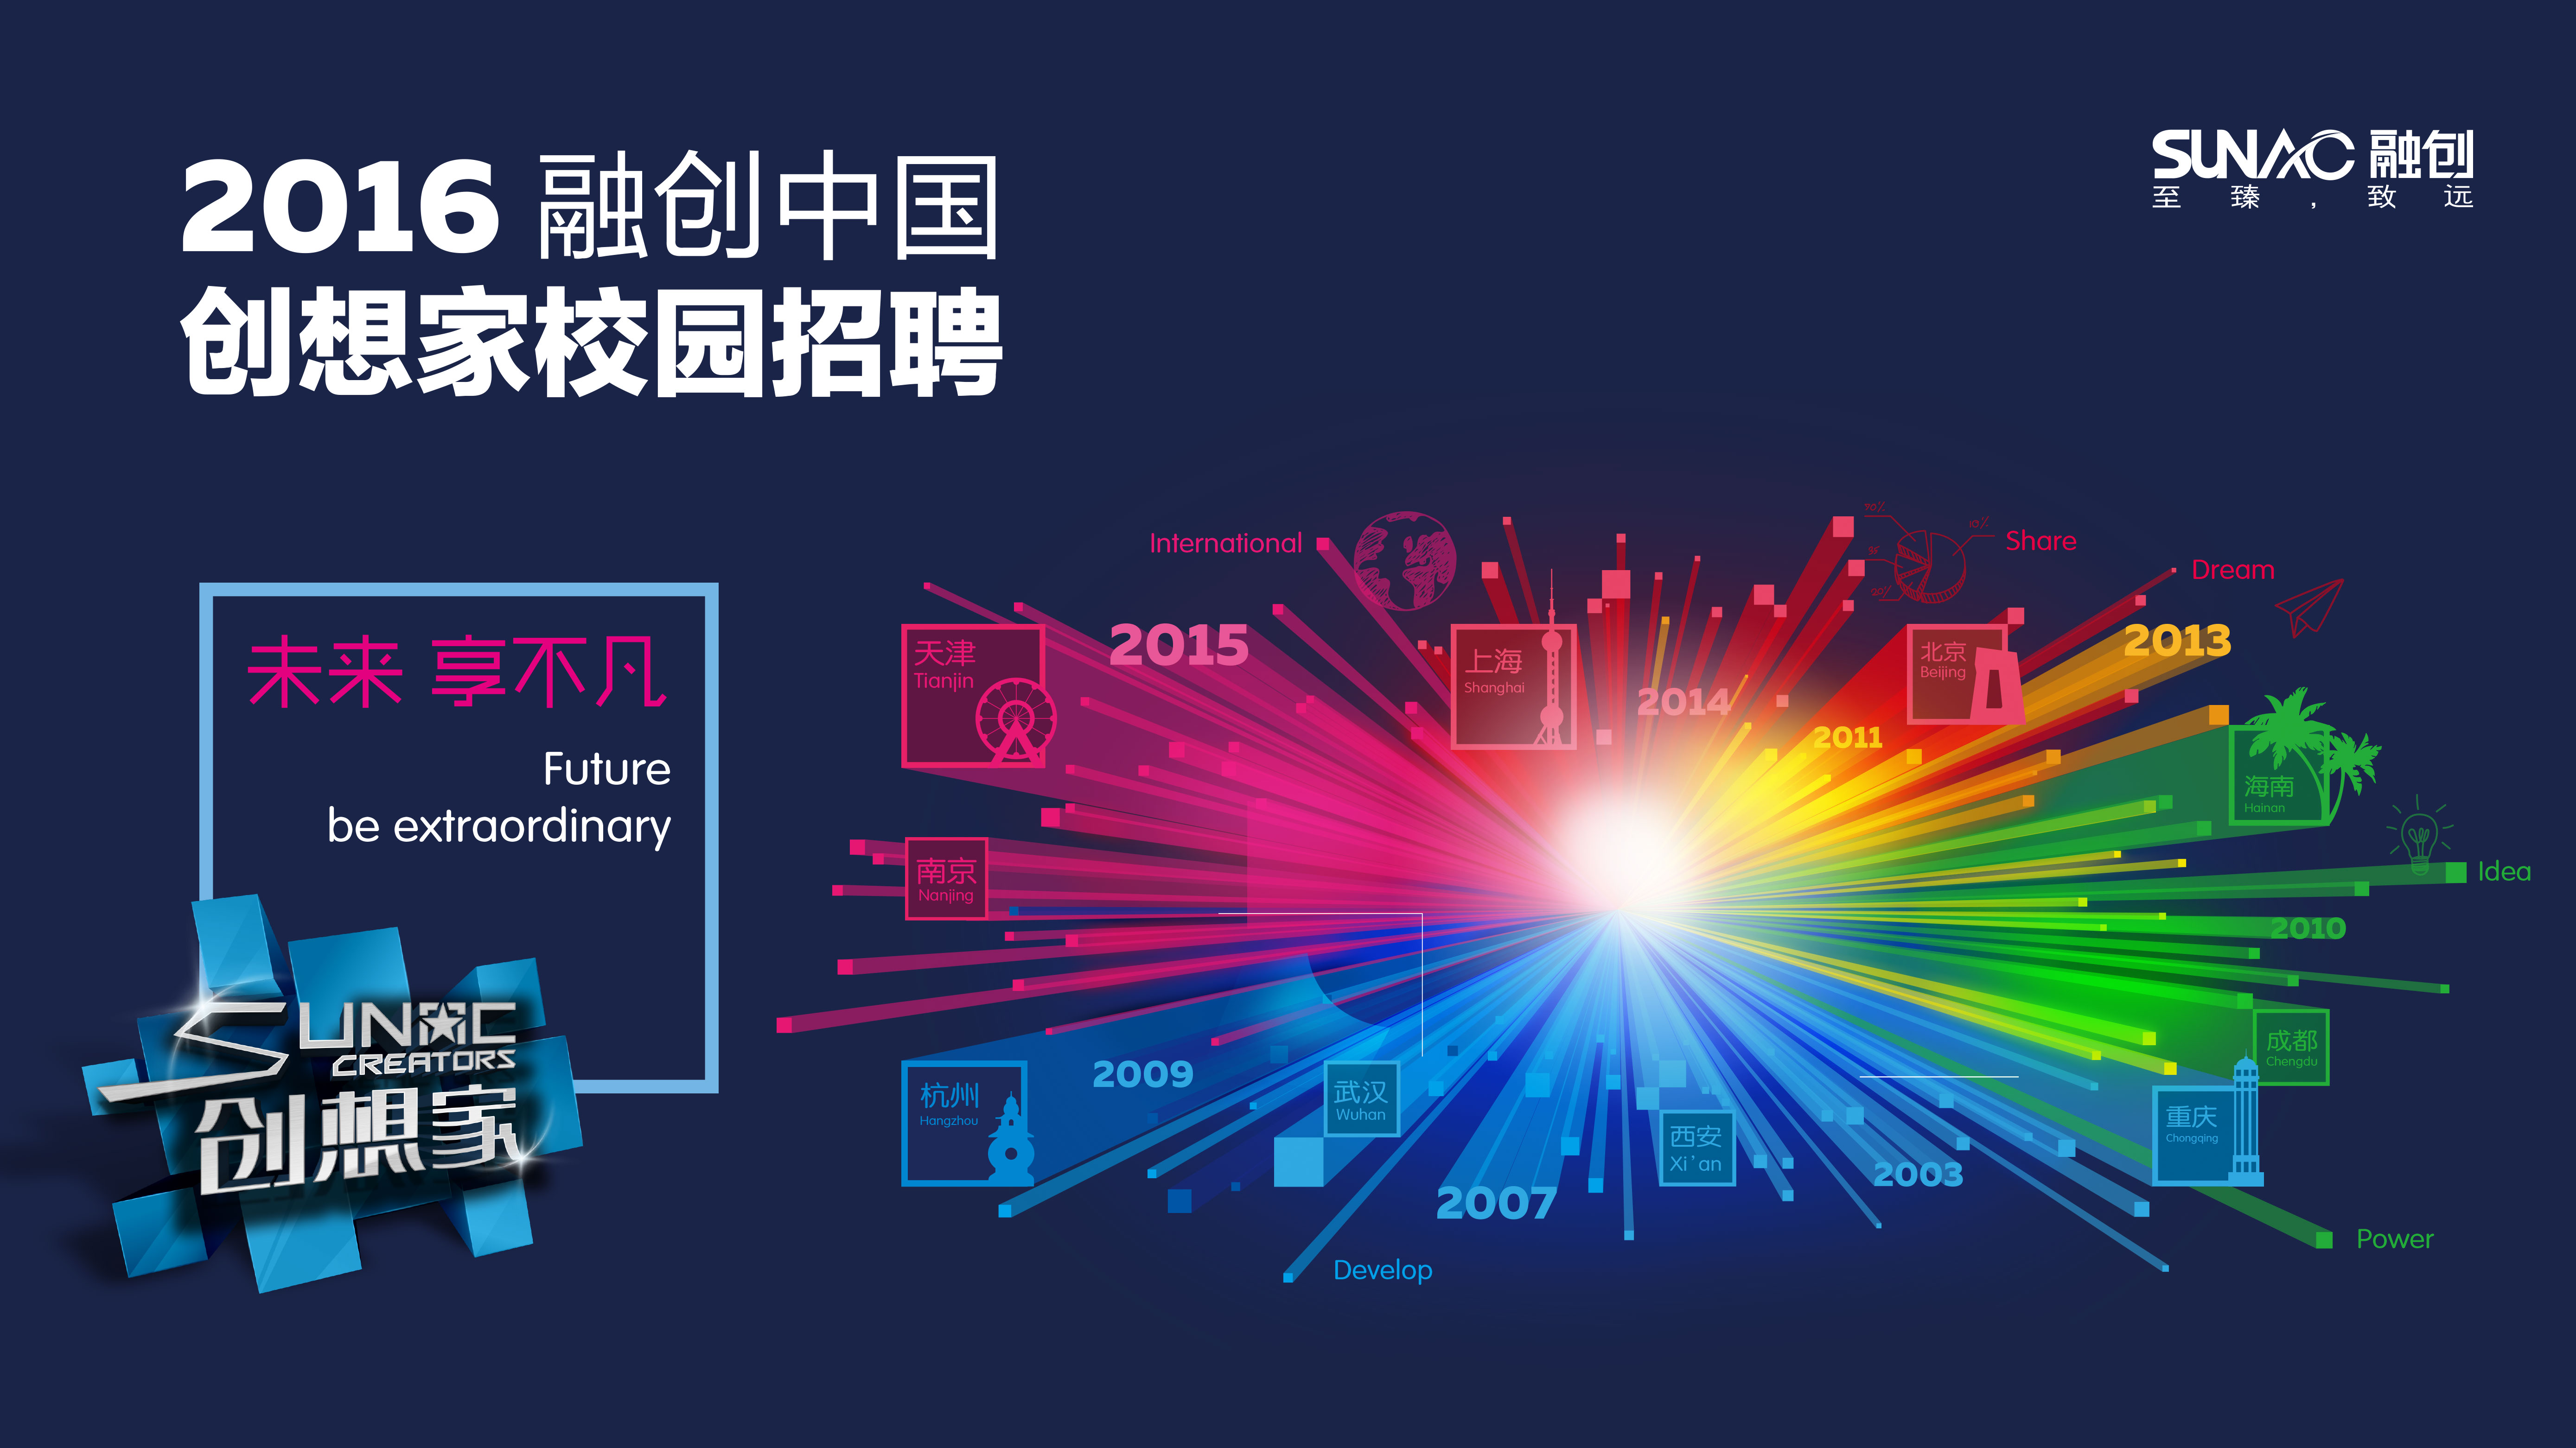 2016 融创中国
创想家校园招聘
SUNAC 融创
至臻，致远
未来 享不凡
Future
be extraordinary
SUNAC
CREATORS
创想家
International
Share
Dream
70%
10%
20%
天津
Tianjin
2015
上海
Shanghai
2014
北京
Beijing
2013
2011
海南
Hainan
南京
Nanjing
Idea
2010
成都
Chengdu
杭州
Hangzhou
2009
武汉
Wuhan
西安
Xi'an
重庆
Chongqing
2003
2007
Power
Develop